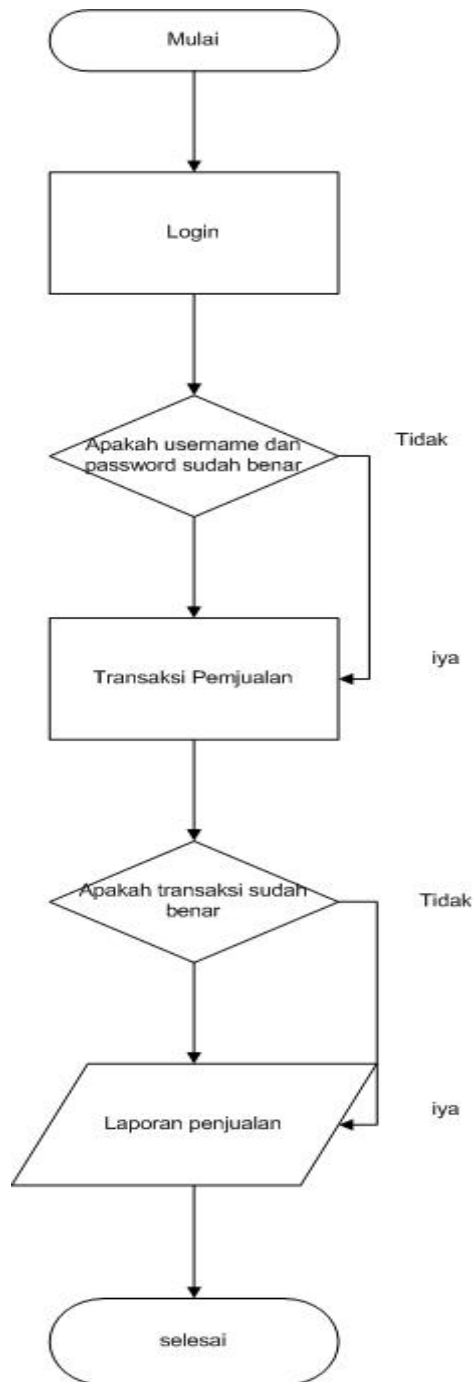 Mulai
Login
Apakah username dan
password sudah benar
Tidak
iya
Transaksi Pemjualan
Apakah transaksi sudah
benar
Tidak
iya
Laporan penjualan
selesai